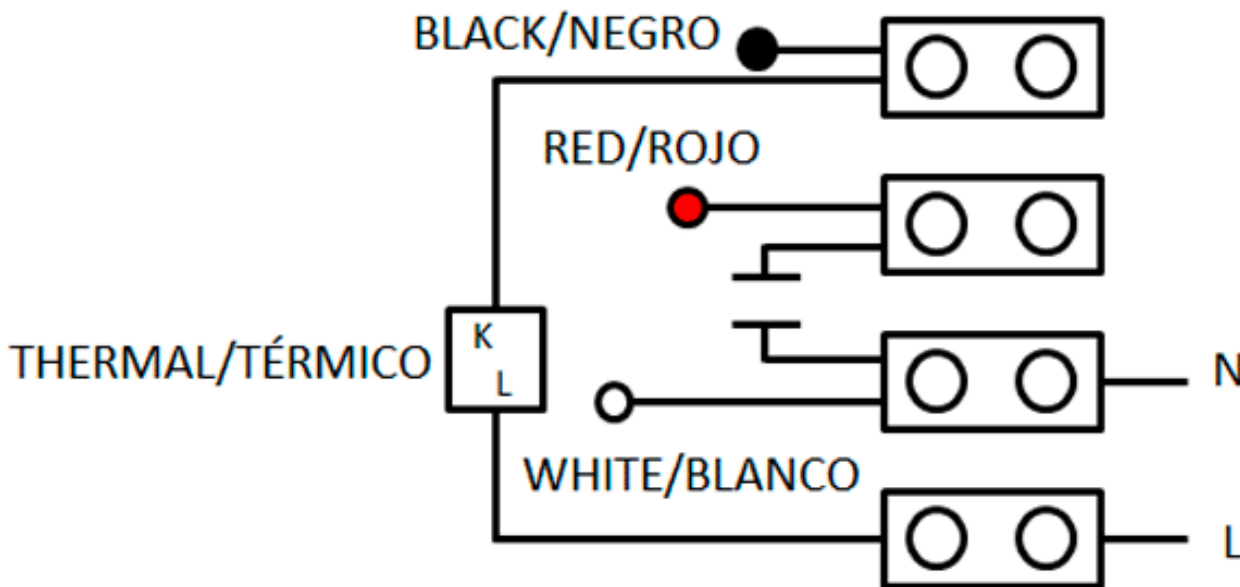 BLACK/NEGRO
RED/ROJO
K
THERMAL/TÉRMICO
L
N
WHITE/BLANCO
L